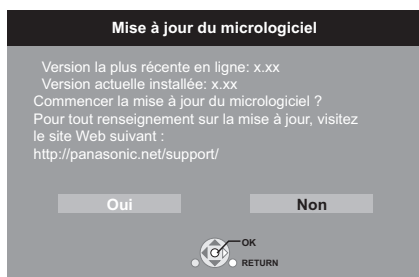 Mise à jour du micrologiciel
Version la plus récente en ligne: x.xx
Version actuelle installée: x.xx
Commencer la mise à jour du micrologiciel ?
Pour tout renseignement sur la mise à jour, visitez
le site Web suivant :
http://panasonic.net/support/
Oui Non
OK
RETURN